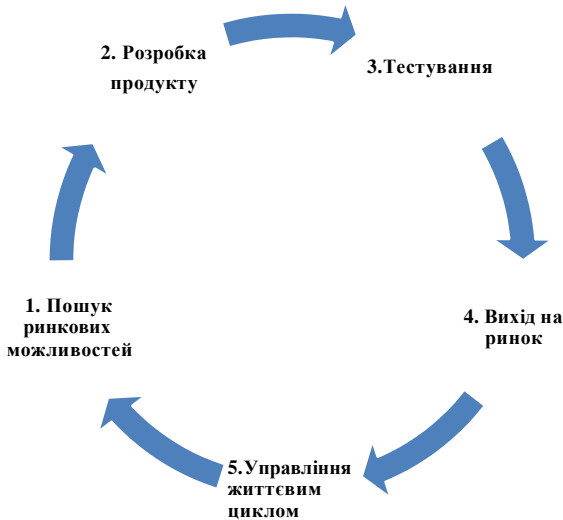 2. Розробка
продукту
3.Тестування
1. Пошук
ринкових
можливостей
4. Вихід на
ринок
5.Управління
життєвим
циклом